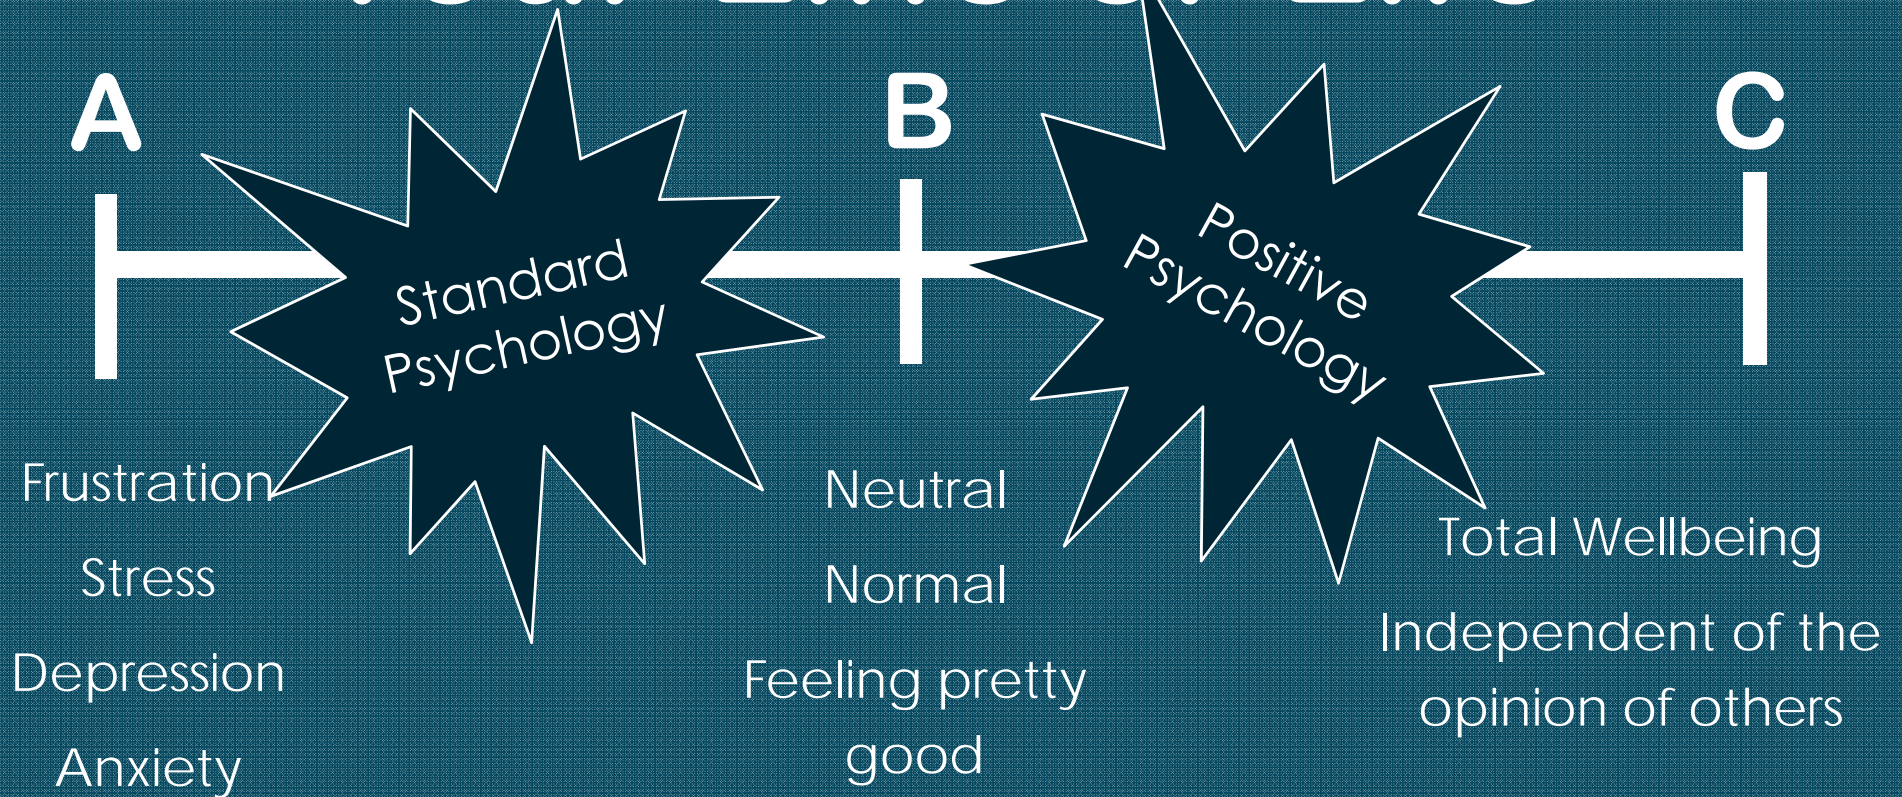 A
B
C
Standard
Psychology
Positive
Psychology
Frustration
Stress
Depression
Anxiety
Neutral
Normal
Feeling pretty
good
Total Wellbeing
Independent of the
opinion of others